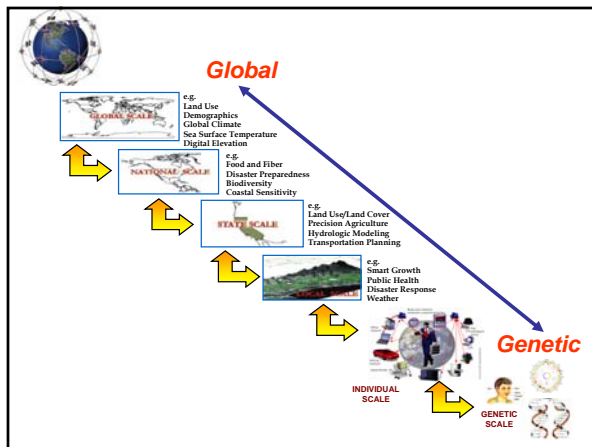 Global
GLOBAL SCALE
e.g.
Land Use
Demographics
Global Climate
Sea Surface Temperature
Digital Elevation
NATIONAL SCALE
e.g.
Food and Fiber
Disaster Preparedness
Biodiversity
Coastal Sensitivity
STATE SCALE
e.g.
Land Use/Land Cover
Precision Agriculture
Hydrologic Modeling
Transportation Planning
LOCAL SCALE
e.g.
Smart Growth
Public Health
Disaster Response
Weather
Genetic
INDIVIDUAL
SCALE
GENETIC
SCALE